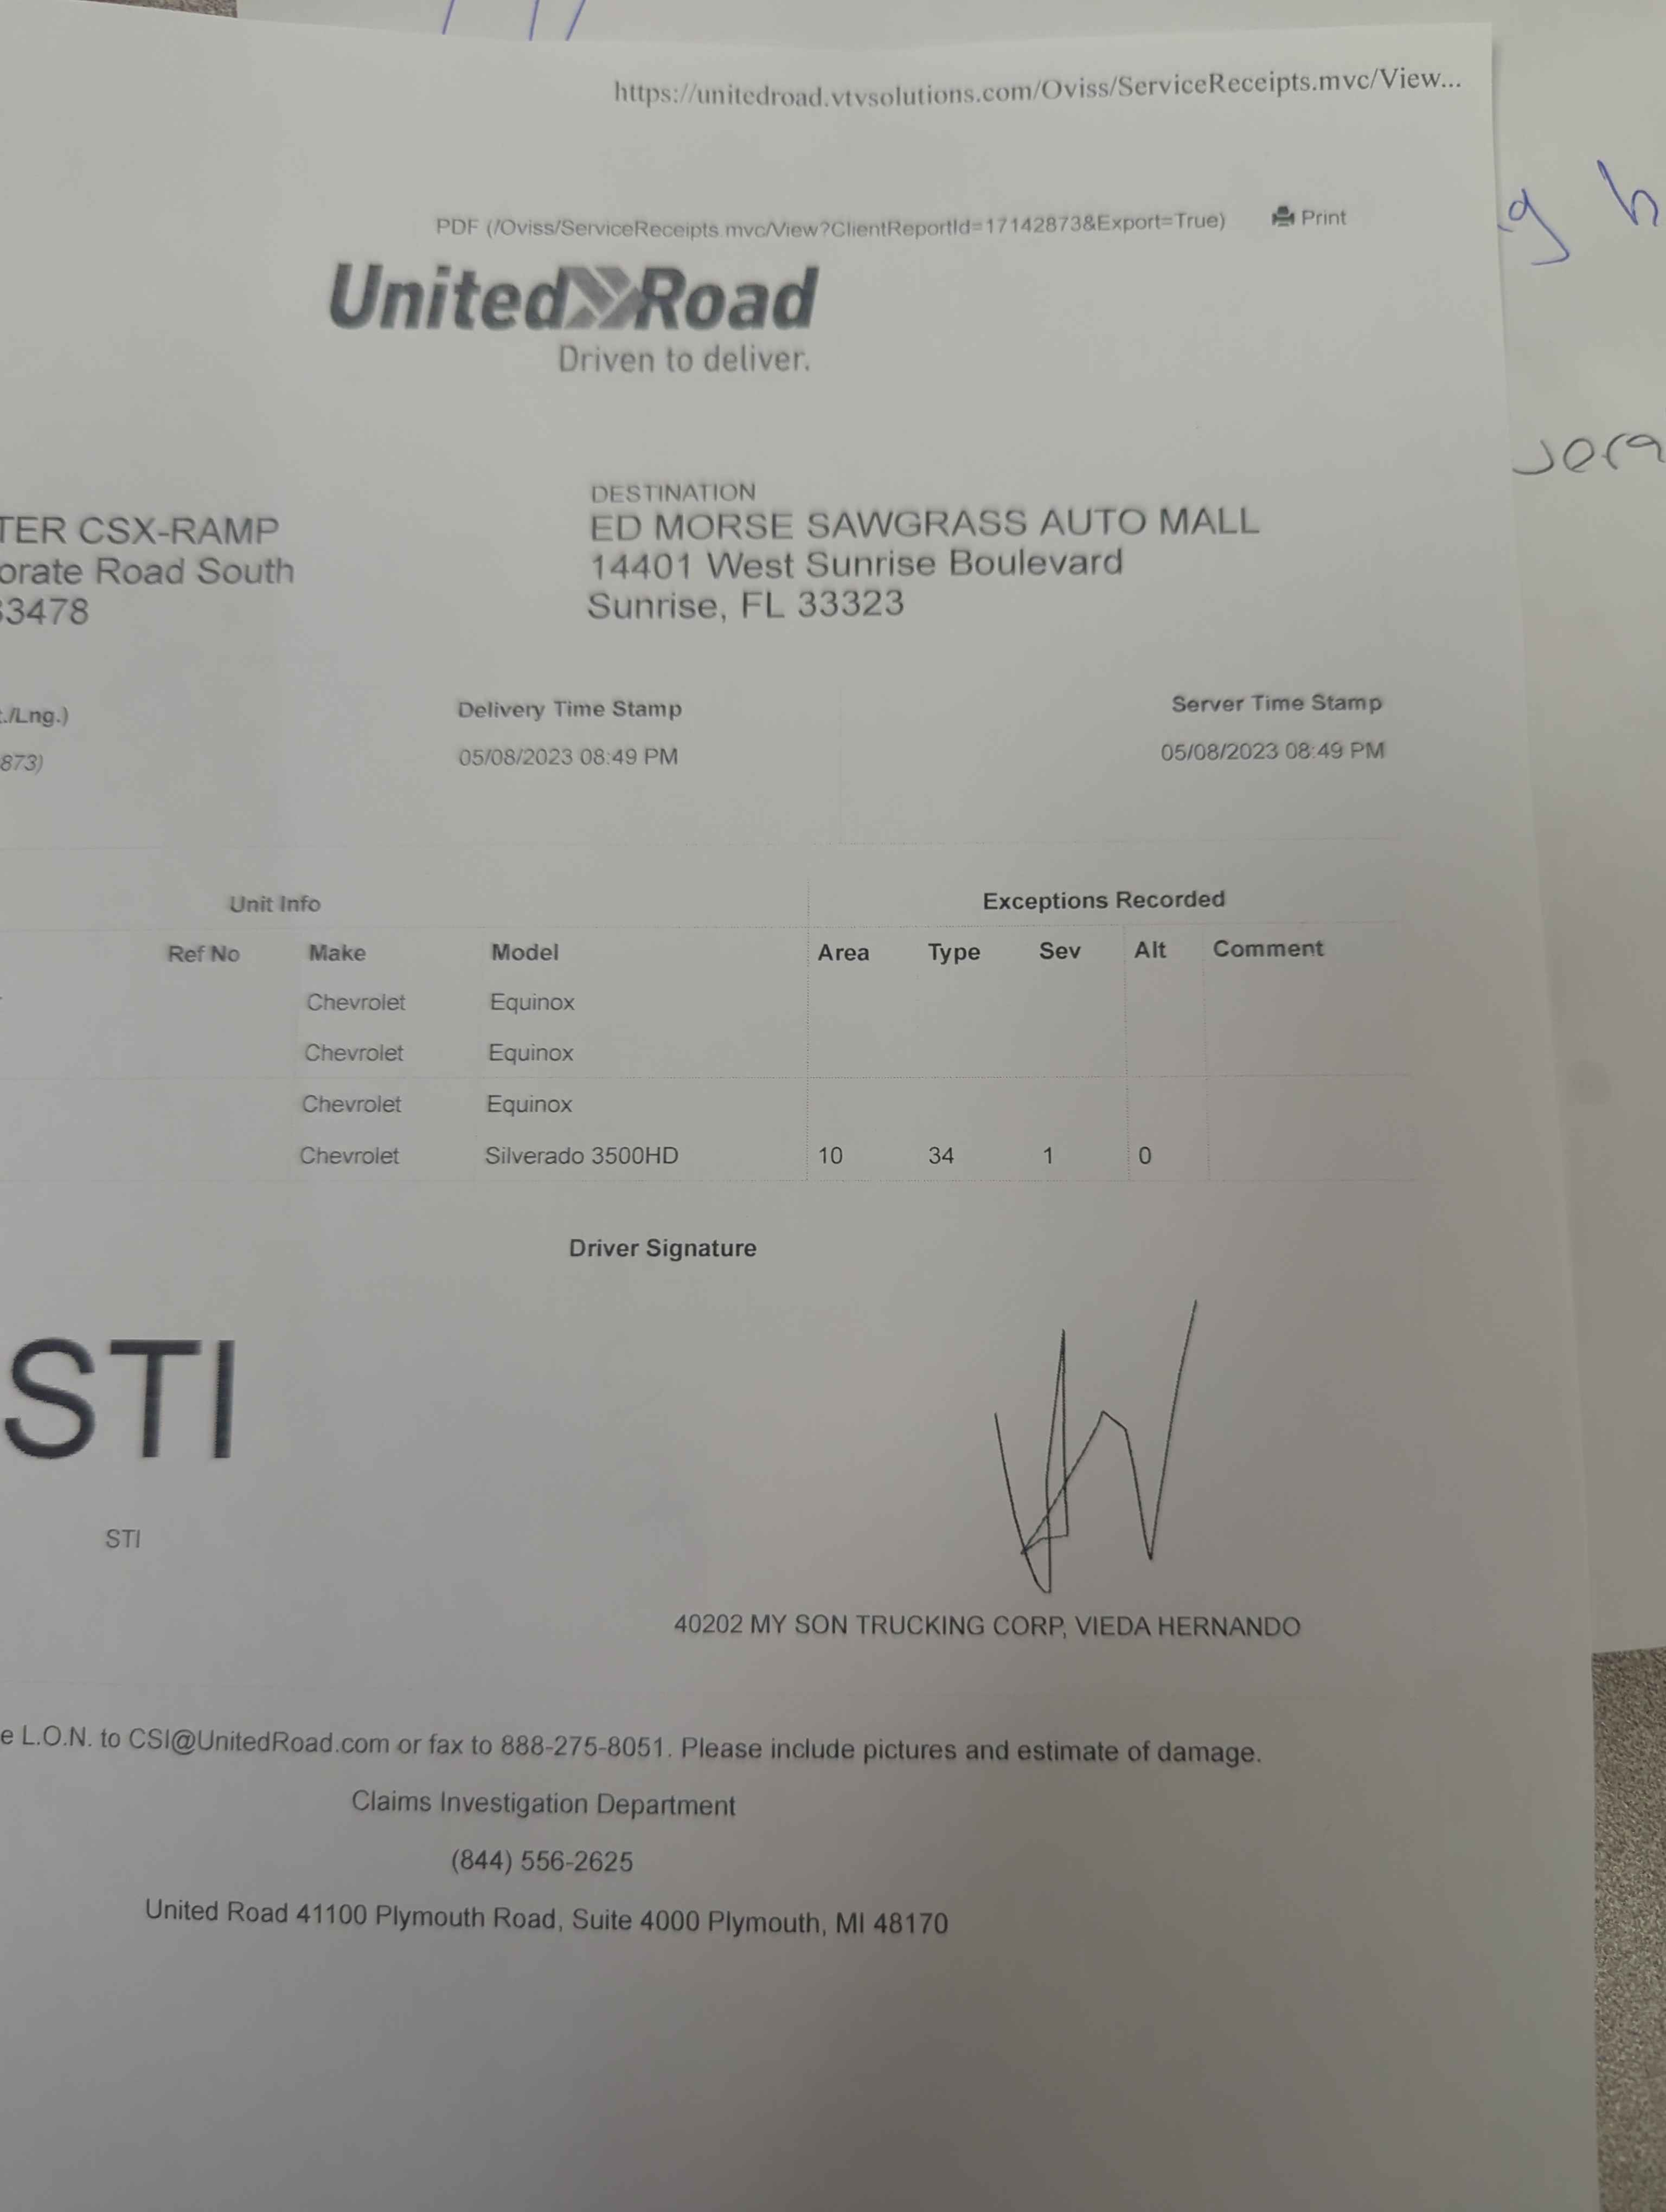 https://unitedroad.vtvsolutions.com/Oviss/ServiceReceipts.mvc/View...
PDF (/Oviss/ServiceReceipts.mvc/View?ClientReportId=17142873&Export=True) Print
United Road
Driven to deliver.
DESTINATION
TER CSX-RAMP ED MORSE SAWGRASS AUTO MALL
orate Road South 14401 West Sunrise Boulevard
33478 Sunrise, FL 33323
t./Lng.) Delivery Time Stamp Server Time Stamp
873) 05/08/2023 08:49 PM 05/08/2023 08:49 PM
Unit Info Exceptions Recorded
Ref No Make Model Area Type Sev Alt Comment
Chevrolet Equinox
Chevrolet Equinox
Chevrolet Equinox
Chevrolet Silverado 3500HD 10 34 1 0
Driver Signature
STI
STI
40202 MY SON TRUCKING CORP, VIEDA HERNANDO
e L.O.N. to CSI@UnitedRoad.com or fax to 888-275-8051. Please include pictures and estimate of damage.
Claims Investigation Department
(844) 556-2625
United Road 41100 Plymouth Road, Suite 4000 Plymouth, MI 48170